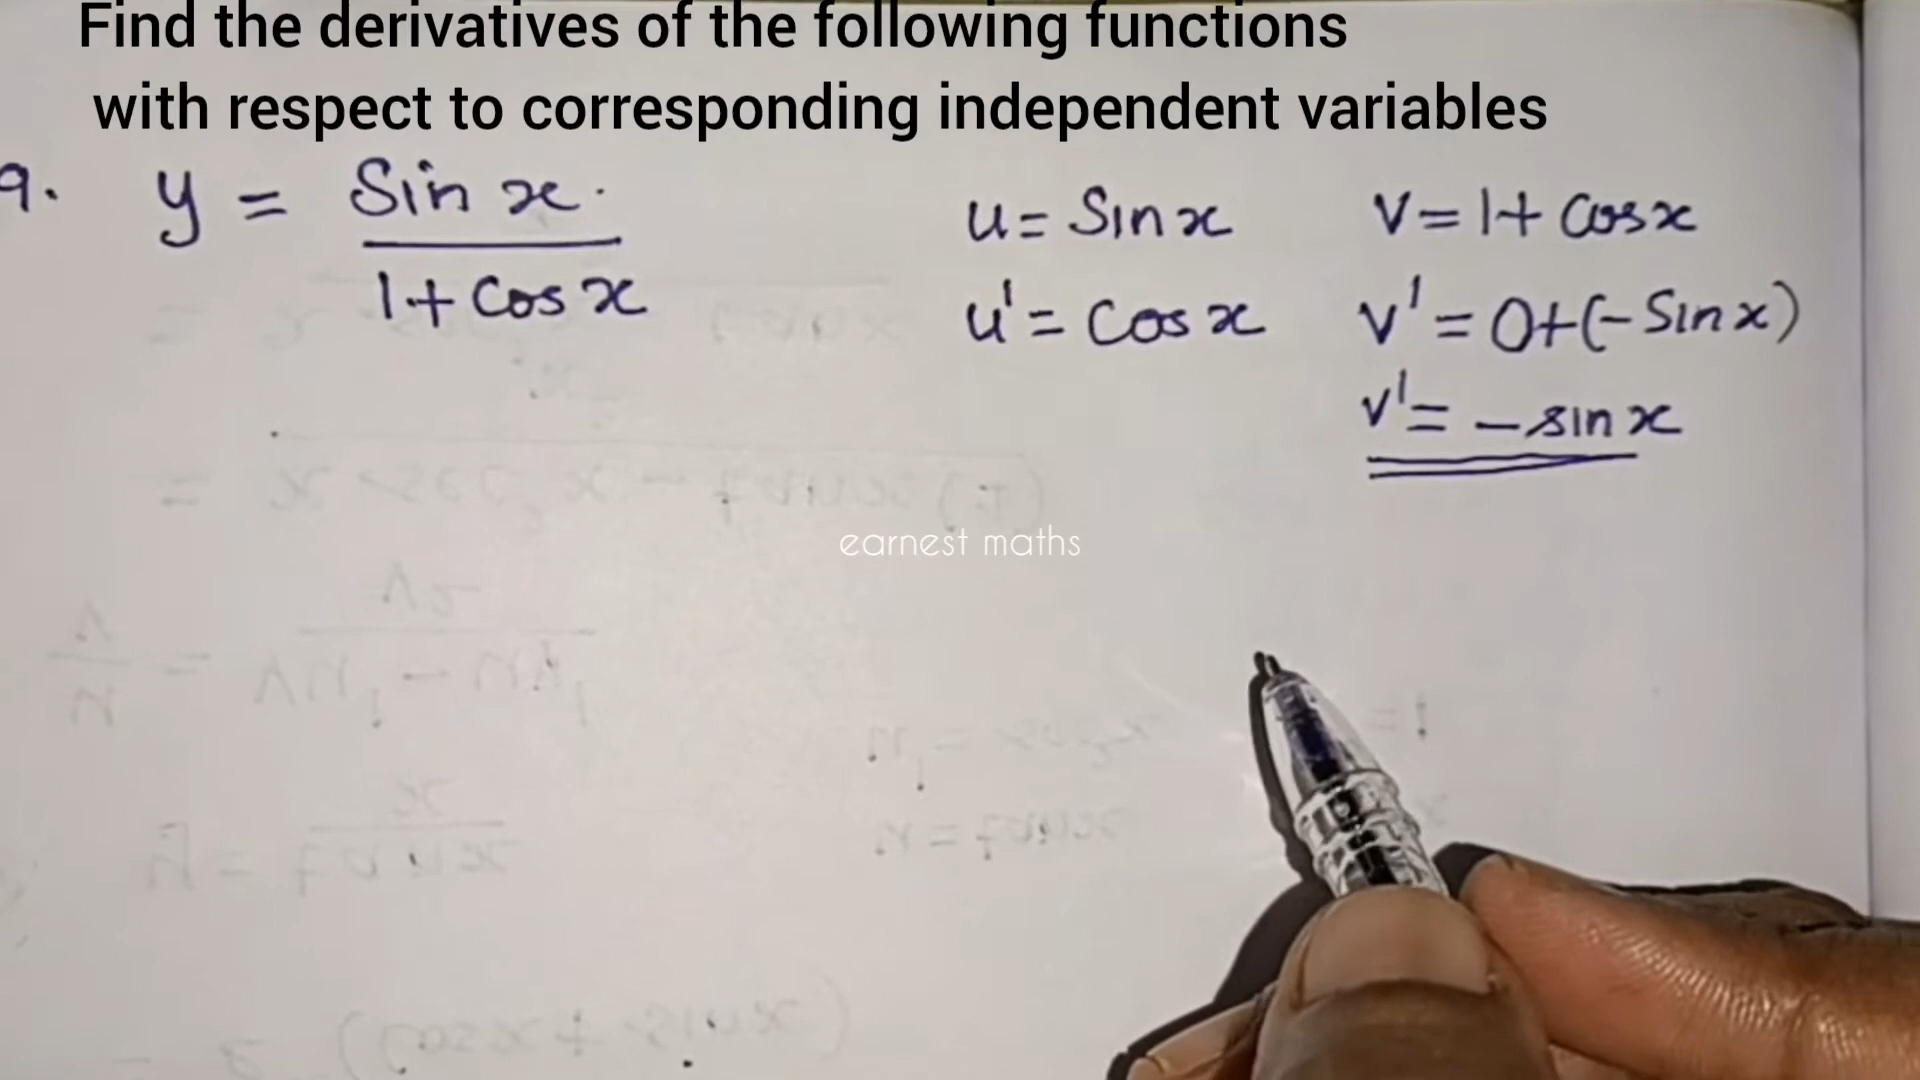 Find the derivatives of the following functions
with respect to corresponding independent variables
9. y = Sin x / 1 + Cos x
u = Sin x
u' = Cos x
v = 1 + Cos x
v' = 0 + (- Sin x)
v' = - sin x
earnest maths